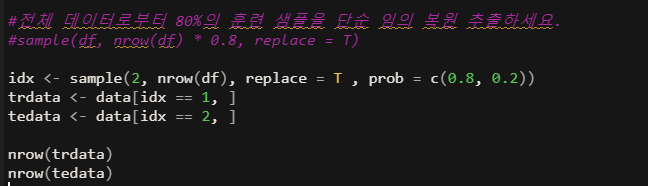 #전체 데이터로부터 80%의 훈련 샘플을 단순 임의 복원 추출하세요.
#sample(df, nrow(df) * 0.8, replace = T)
idx <- sample(2, nrow(df), replace = T , prob = c(0.8, 0.2))
trdata <- data[idx == 1, ]
tedata <- data[idx == 2, ]
nrow(trdata)
nrow(tedata)